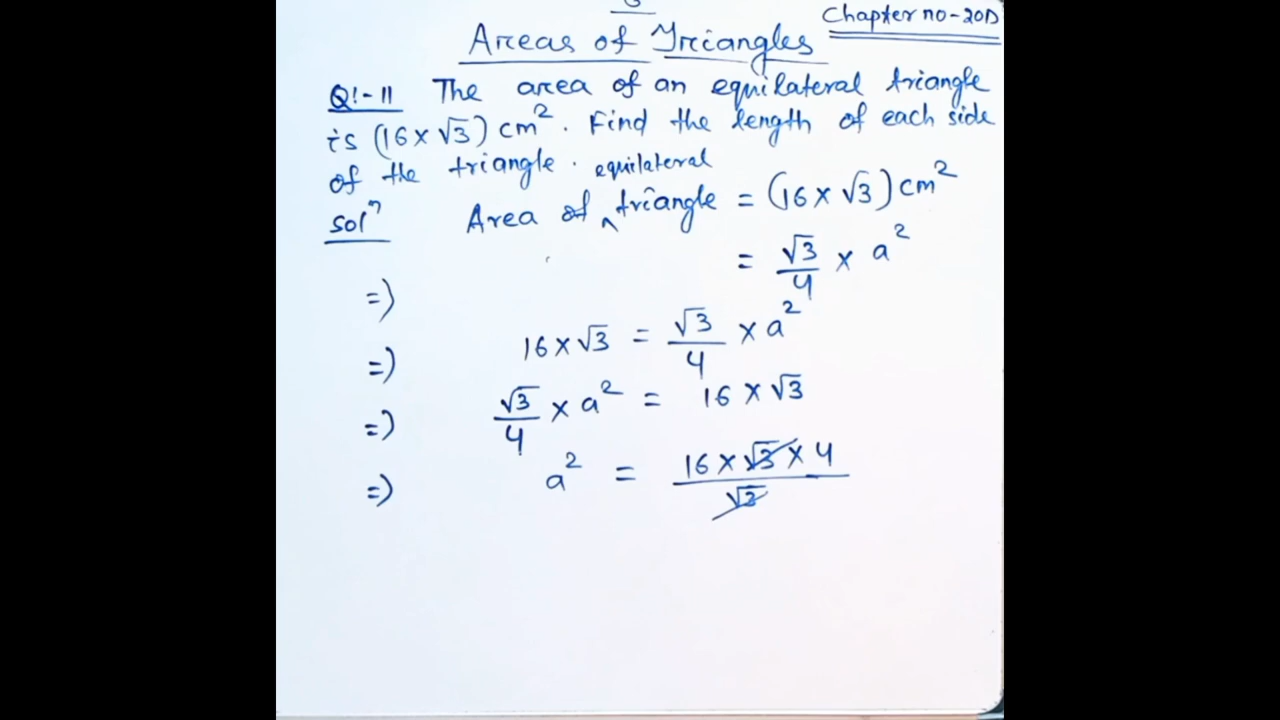 Chapter no-20D
Areas of Triangles
Q!-11 The area of an equilateral triangle
is (16 × √3) cm². Find the length of each side
of the triangle.
Solⁿ Area of ^ equilateral triangle = (16 × √3) cm²
= √3/4 × a²
=>
16 × √3 = √3/4 × a²
=>
√3/4 × a² = 16 × √3
=>
a² = 16 × √3 × 4 / √3
=>